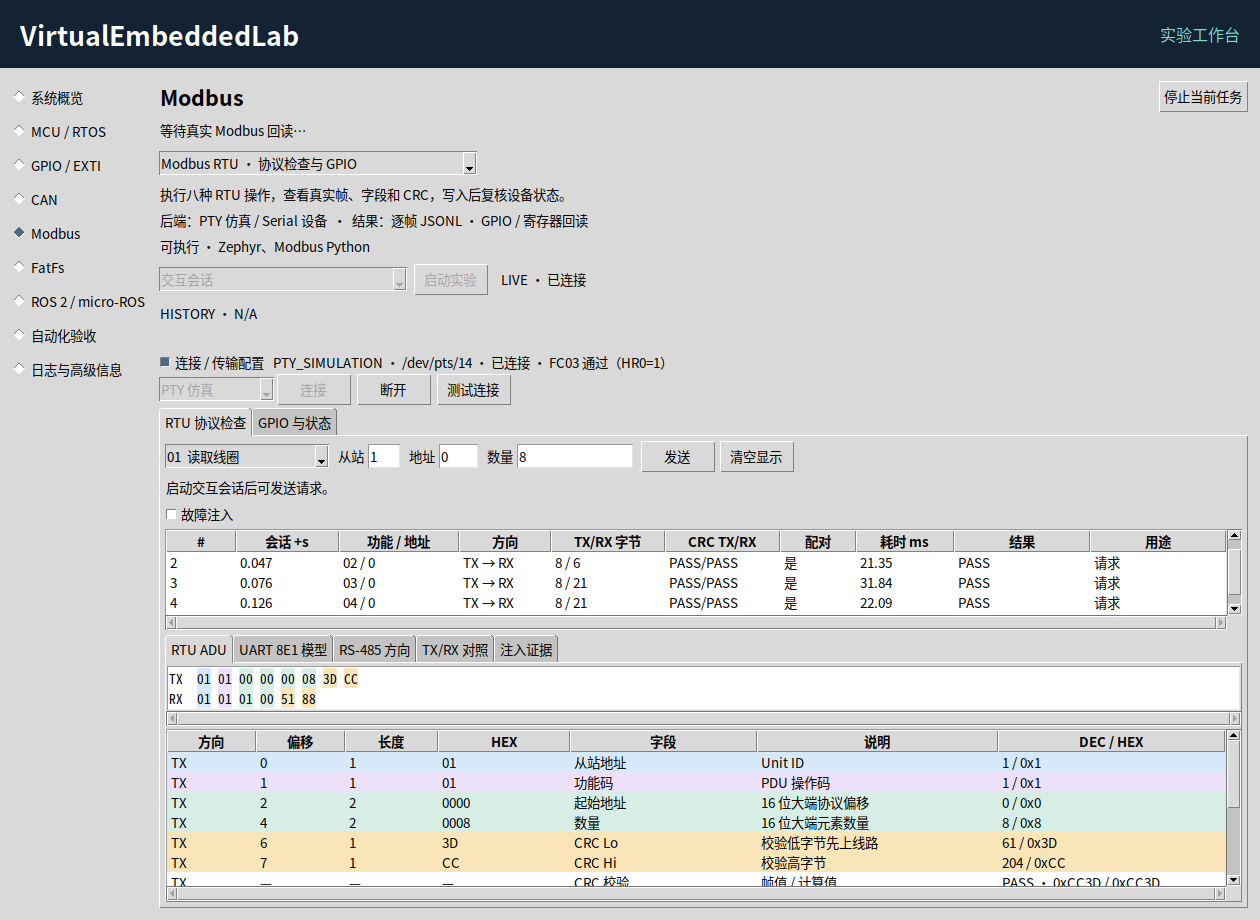 VirtualEmbeddedLab
实验工作台
系统概览
MCU / RTOS
GPIO / EXTI
CAN
Modbus
FatFs
ROS 2 / micro-ROS
自动化验收
日志与高级信息
Modbus
停止当前任务
等待真实 Modbus 回读…
Modbus RTU · 协议检查与 GPIO
执行八种 RTU 操作，查看真实帧、字段和 CRC，写入后复核设备状态。
后端：PTY 仿真 / Serial 设备 · 结果：逐帧 JSONL · GPIO / 寄存器回读
可执行 · Zephyr、Modbus Python
交互会话 启动实验 LIVE · 已连接
HISTORY · N/A
连接 / 传输配置 PTY_SIMULATION · /dev/pts/14 · 已连接 · FC03 通过（HR0=1）
PTY 仿真 连接 断开 测试连接
RTU 协议检查 GPIO 与状态
01 读取线圈 从站 1 地址 0 数量 8 发送 清空显示
启动交互会话后可发送请求。
故障注入
# 会话 +s 功能 / 地址 方向 TX/RX 字节 CRC TX/RX 配对 耗时 ms 结果 用途
2 0.047 02 / 0 TX → RX 8 / 6 PASS/PASS 是 21.35 PASS 请求
3 0.076 03 / 0 TX → RX 8 / 21 PASS/PASS 是 31.84 PASS 请求
4 0.126 04 / 0 TX → RX 8 / 21 PASS/PASS 是 22.09 PASS 请求
RTU ADU UART 8E1 模型 RS-485 方向 TX/RX 对照 注入证据
TX 01 01 00 00 00 08 3D CC
RX 01 01 01 00 51 88
方向 偏移 长度 HEX 字段 说明 DEC / HEX
TX 0 1 01 从站地址 Unit ID 1 / 0x1
TX 1 1 01 功能码 PDU 操作码 1 / 0x1
TX 2 2 0000 起始地址 16 位大端协议偏移 0 / 0x0
TX 4 2 0008 数量 16 位大端元素数量 8 / 0x8
TX 6 1 3D CRC Lo 校验低字节先上线路 61 / 0x3D
TX 7 1 CC CRC Hi 校验高字节 204 / 0xCC
TX — — — CRC 校验 帧值 / 计算值 PASS · 0xCC3D / 0xCC3D